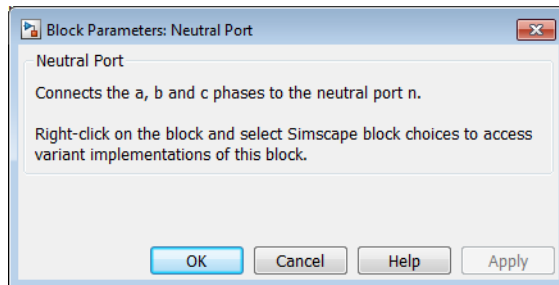 Block Parameters: Neutral Port
Neutral Port
Connects the a, b and c phases to the neutral port n.
Right-click on the block and select Simscape block choices to access
variant implementations of this block.
OK Cancel Help Apply